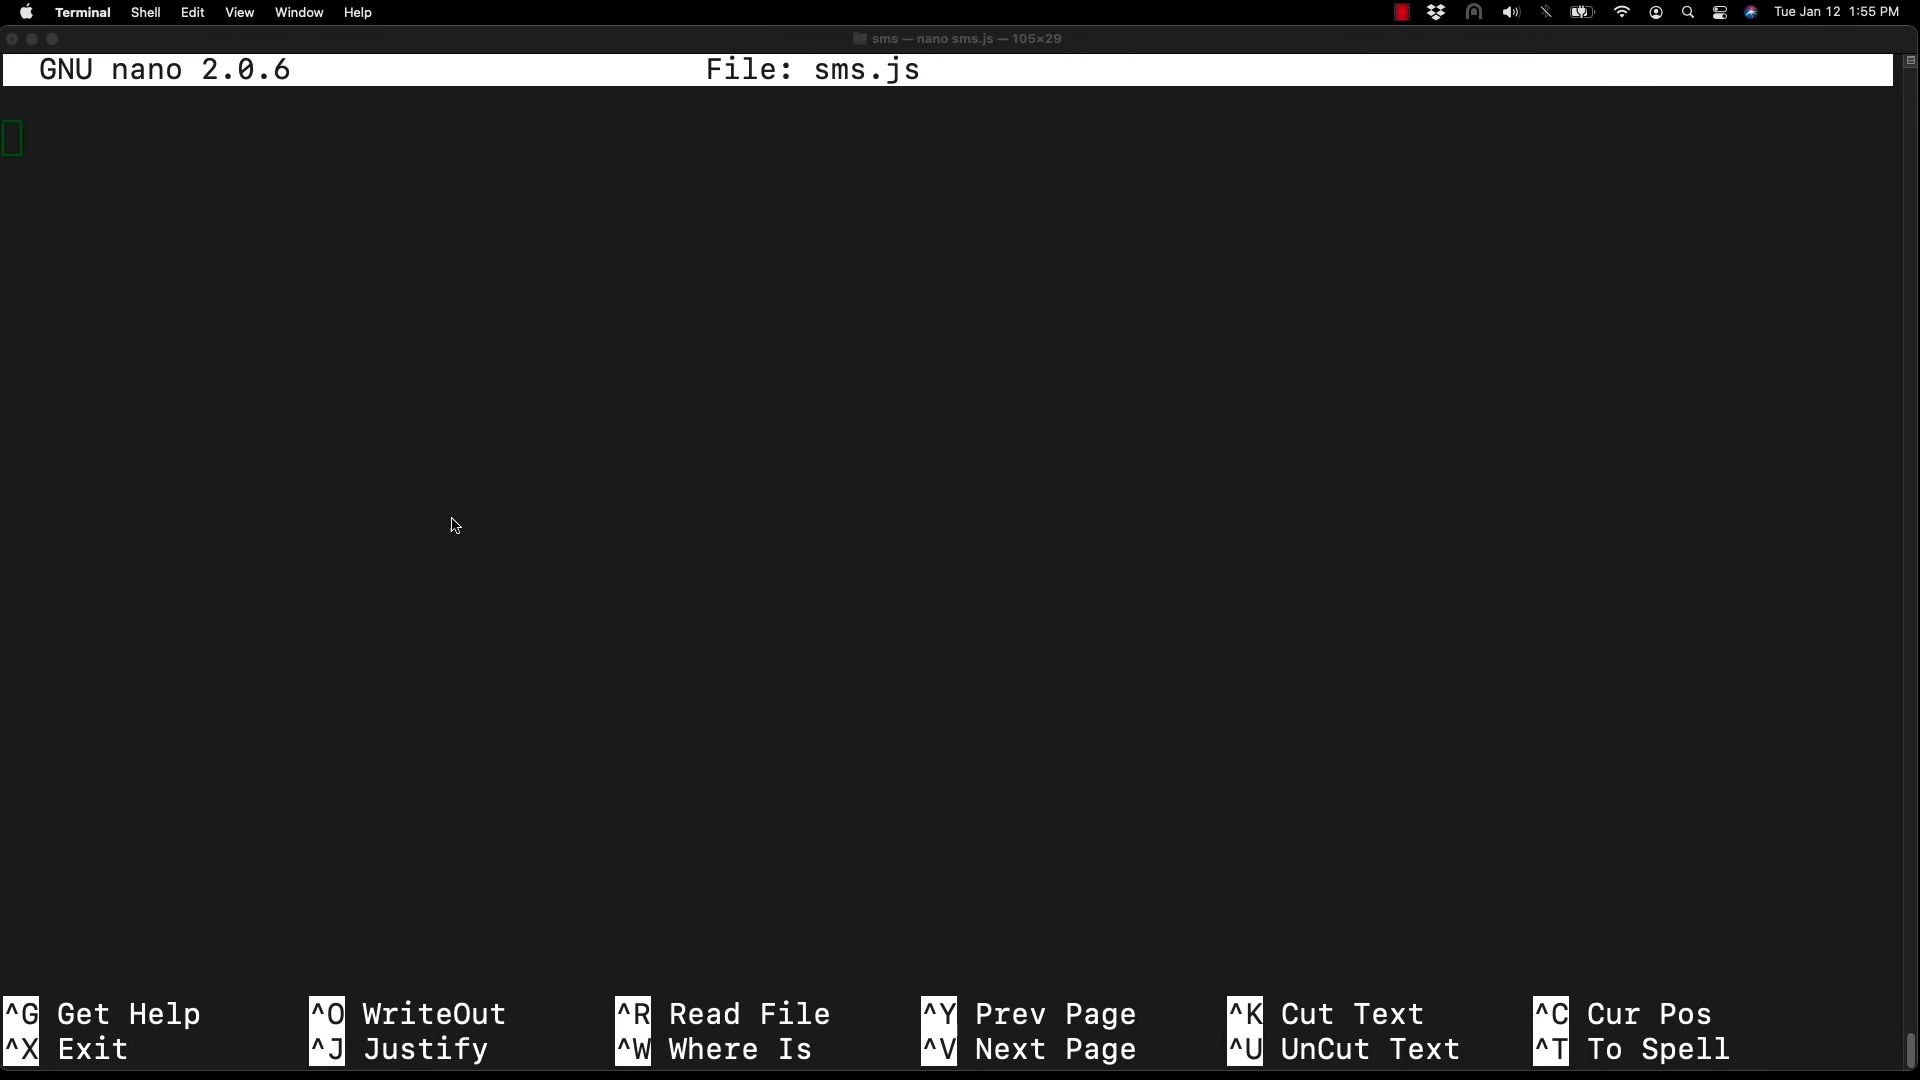 Terminal Shell Edit View Window Help Tue Jan 12 1:55 PM
sms — nano sms.js — 105×29
GNU nano 2.0.6 File: sms.js
^G Get Help ^O WriteOut ^R Read File ^Y Prev Page ^K Cut Text ^C Cur Pos
^X Exit ^J Justify ^W Where Is ^V Next Page ^U UnCut Text ^T To Spell